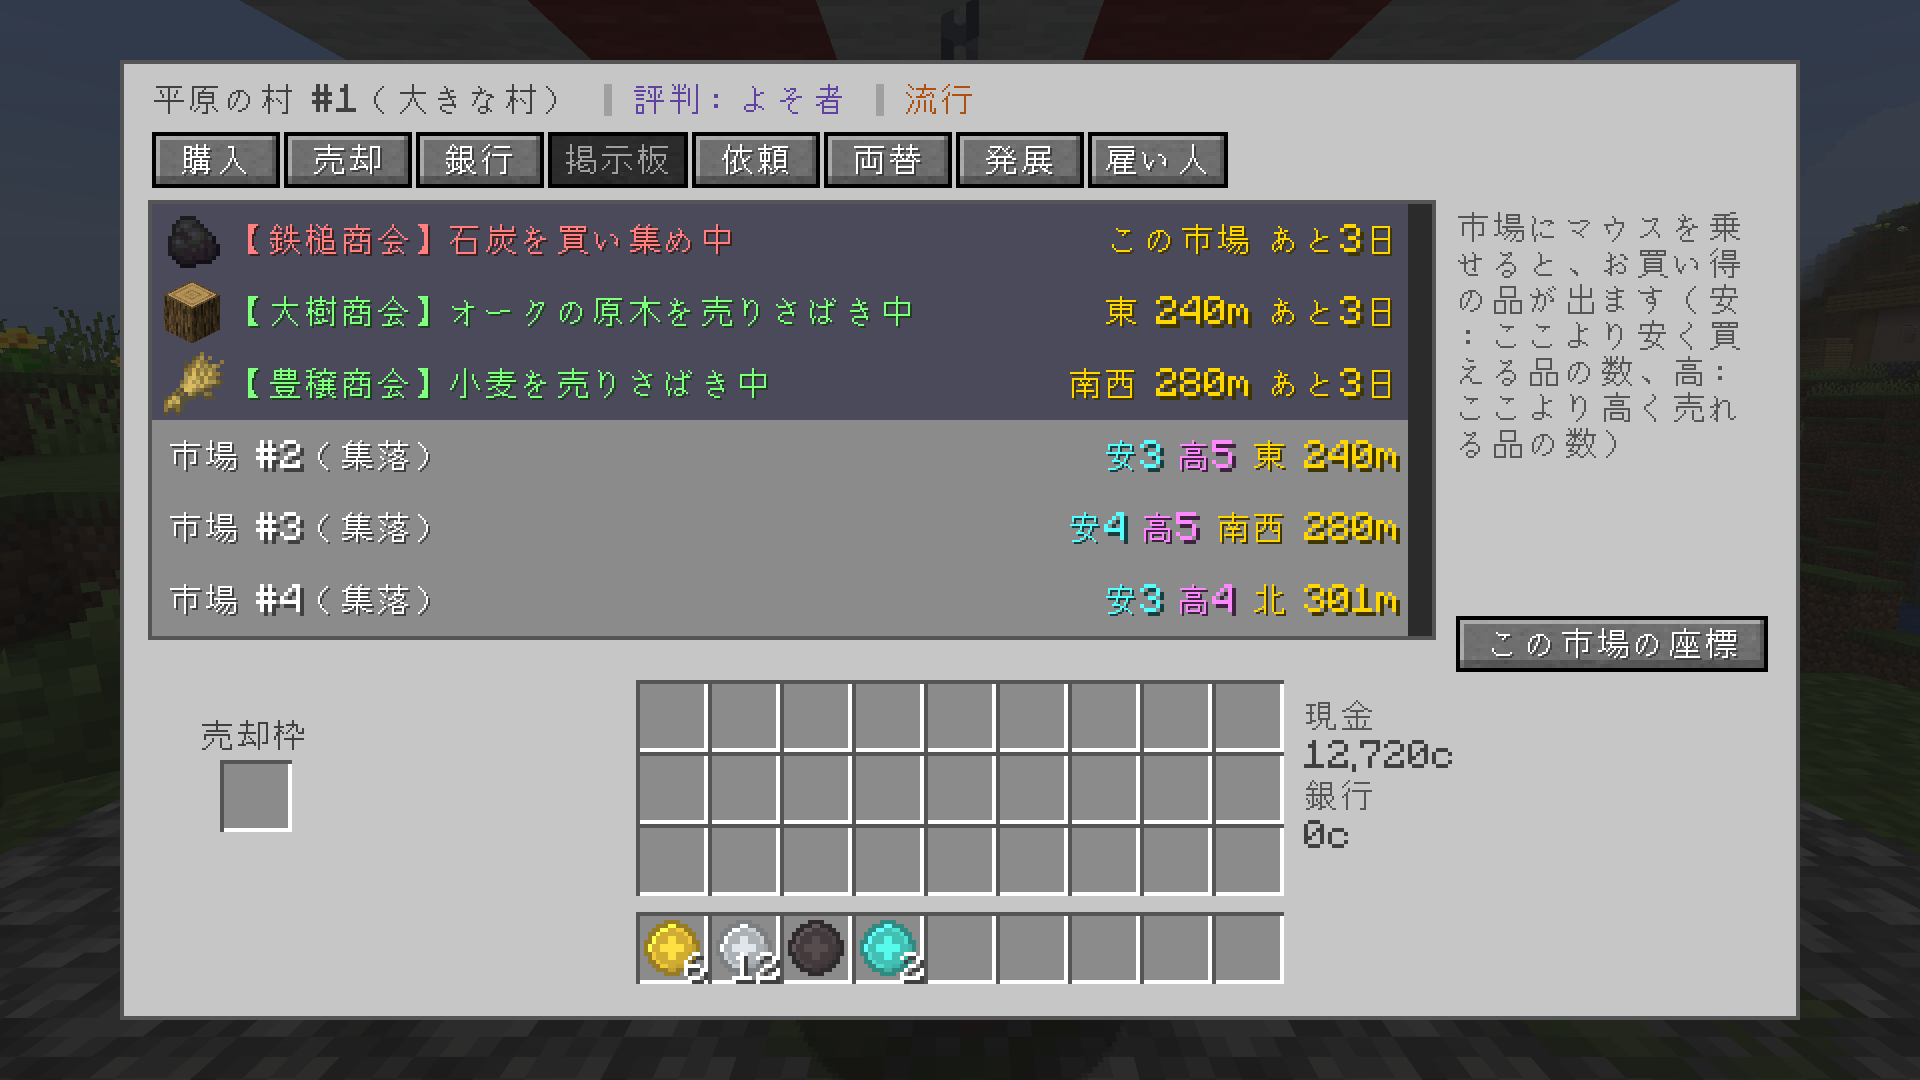 平原の村 #1（大きな村） ｜評判：よそ者 ｜流行
購入 売却 銀行 掲示板 依頼 両替 発展 雇い人
【鉄槌商会】石炭を買い集め中 この市場 あと3日
【大樹商会】オークの原木を売りさばき中 東 240m あと3日
【豊穣商会】小麦を売りさばき中 南西 280m あと3日
市場 #2（集落） 安3 高5 東 240m
市場 #3（集落） 安4 高5 南西 280m
市場 #4（集落） 安3 高4 北 301m
市場にマウスを乗
せると、お買い得
の品が出ます（安
：ここより安く買
える品の数、高：
ここより高く売れ
る品の数）
この市場の座標
売却枠
現金
12,720c
銀行
0c
6 12 2